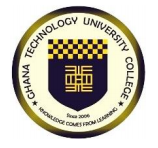 GHANA TECHNOLOGY UNIVERSITY COLLEGE
Since 2006
KNOWLEDGE COMES FROM LEARNING